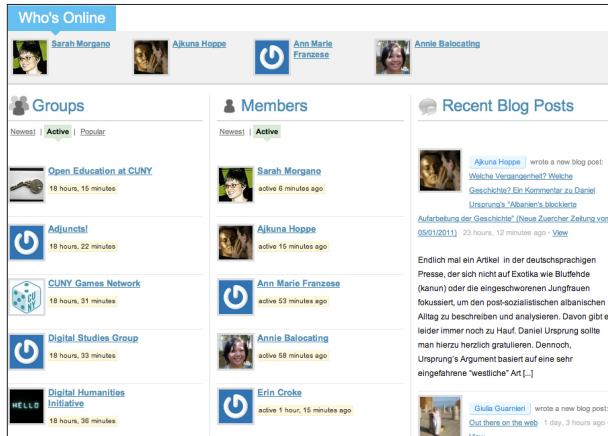 Who's Online
Sarah Morgano
Ajkuna Hoppe
Ann Marie
Franzese
Annie Balocating
Groups
Newest | Active | Popular
Open Education at CUNY
18 hours, 15 minutes
Adjuncts!
18 hours, 22 minutes
CUNY Games Network
18 hours, 31 minutes
Digital Studies Group
18 hours, 33 minutes
HELLO
Digital Humanities
Initiative
18 hours, 36 minutes
Members
Newest | Active
Sarah Morgano
active 6 minutes ago
Ajkuna Hoppe
active 15 minutes ago
Ann Marie Franzese
active 53 minutes ago
Annie Balocating
active 58 minutes ago
Erin Croke
active 1 hour, 15 minutes ago
Recent Blog Posts
Ajkuna Hoppe wrote a new blog post:
Welche Vergangenheit? Welche
Geschichte? Ein Kommentar zu Daniel
Ursprung's "Albanien's blockierte
Aufarbeitung der Geschichte" (Neue Zuercher Zeitung vom
05/01/2011) 23 hours, 12 minutes ago · View
Endlich mal ein Artikel in der deutschsprachigen
Presse, der sich nicht auf Exotika wie Blutfehde
(kanun) oder die eingeschworenen Jungfrauen
fokussiert, um den post-sozialistischen albanischen
Alltag zu beschreiben und analysieren. Davon gibt e
leider immer noch zu Hauf. Daniel Ursprung sollte
man hierzu herzlich gratulieren. Dennoch,
Ursprung's Argument basiert auf eine sehr
eingefahrene "westliche" Art [...]
Giulia Guarnieri wrote a new blog post:
Out there on the web 1 day, 3 hours ago